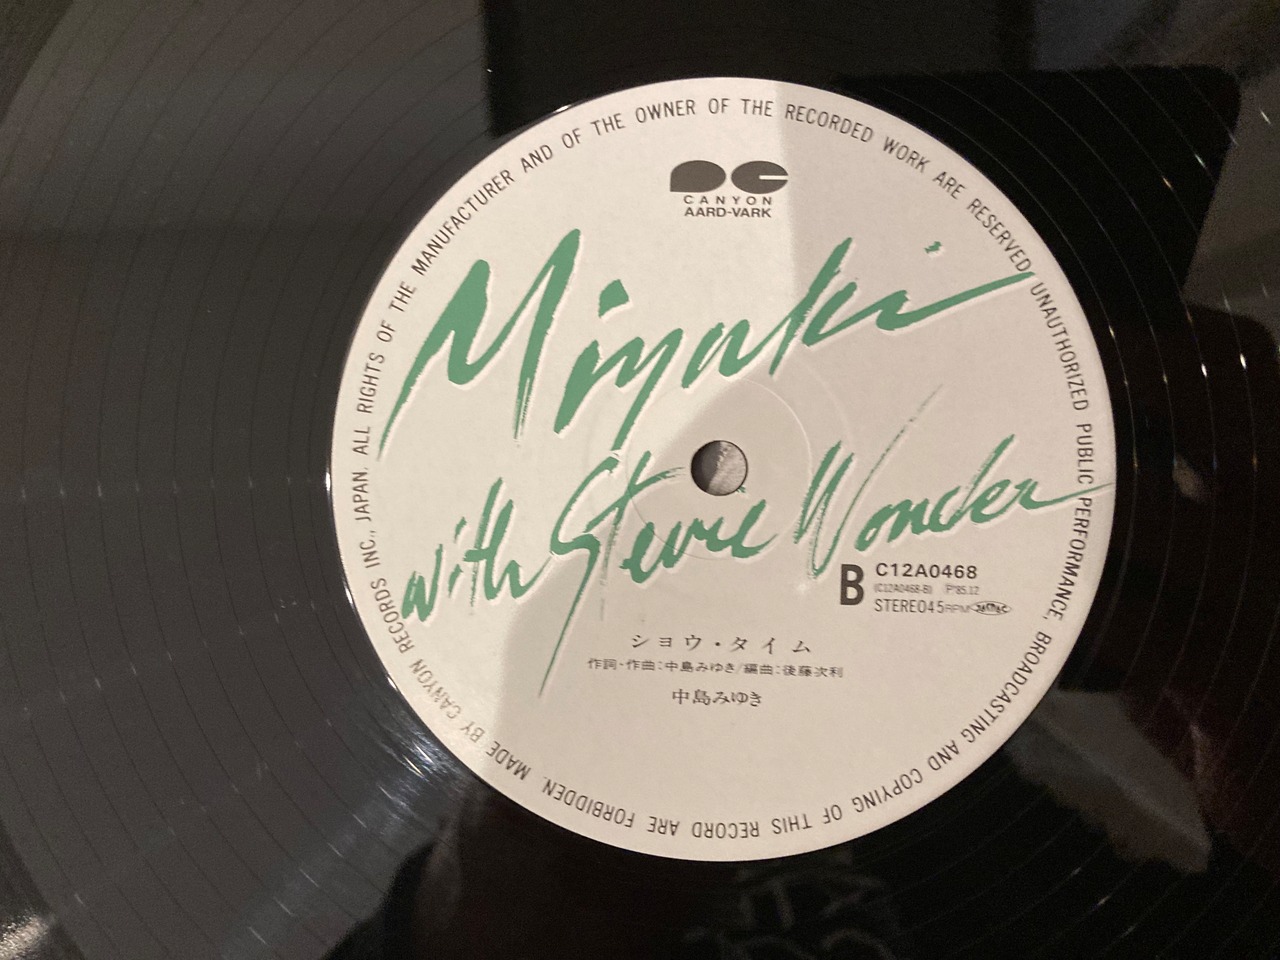 ALL RIGHTS OF THE MANUFACTURER AND OF THE OWNER OF THE RECORDED WORK ARE RESERVED UNAUTHORIZED PUBLIC PERFORMANCE, BROADCASTING AND COPYING OF THIS RECORD ARE FORBIDDEN. MADE BY CANYON RECORDS INC., JAPAN.
PC
CANYON
AARD-VARK
Miyuki
with Stevie Wonder
B C12A0468
(C12A0468-B) P'85.12
STEREO 45RPM JASRAC
ショウ・タイム
作詞・作曲:中島みゆき/編曲:後藤次利
中島みゆき